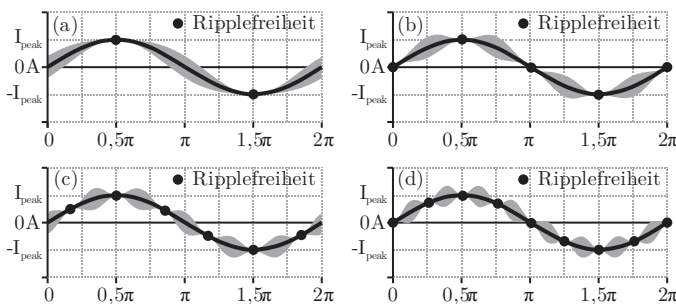 (a) Ripplefreiheit
I_peak
0A
-I_peak
0 0,5π π 1,5π 2π
(b) Ripplefreiheit
I_peak
0A
-I_peak
0 0,5π π 1,5π 2π
(c) Ripplefreiheit
I_peak
0A
-I_peak
0 0,5π π 1,5π 2π
(d) Ripplefreiheit
I_peak
0A
-I_peak
0 0,5π π 1,5π 2π